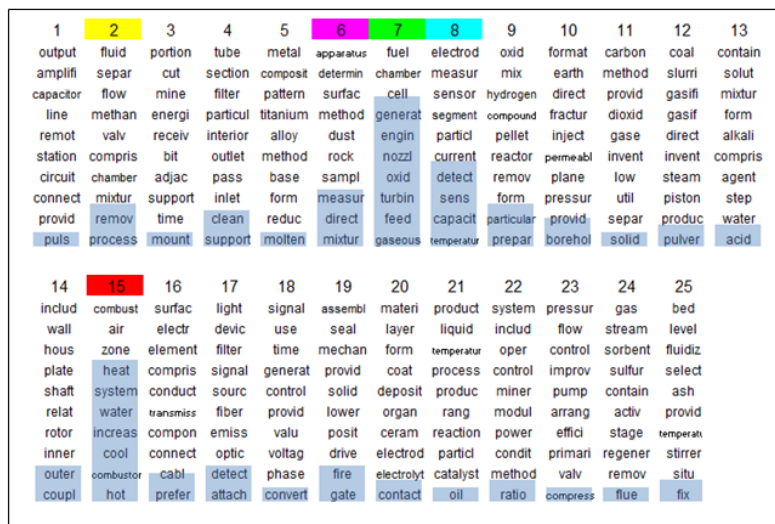 1 2 3 4 5 6 7 8 9 10 11 12 13
output fluid portion tube metal apparatus fuel electrod oxid format carbon coal contain
amplifi separ cut section composit determin chamber measur mix earth method slurri solut
capacitor flow mine filter pattern surfac cell sensor hydrogen direct provid gasifi mixtur
line methan energi particul titanium method generat segment compound fractur dioxid gasif form
remot valv receiv interior alloy dust engin particl pellet inject gase direct alkali
station compris bit outlet method rock nozzl current reactor permeabl invent invent compris
circuit chamber adjac pass base sampl oxid detect remov plane low steam agent
connect mixtur support inlet form measur turbin sens form pressur util piston step
provid remov time clean reduc direct feed capacit particular provid separ produc water
puls process mount support molten mixtur gaseous temperatur prepar borehol solid pulver acid
14 15 16 17 18 19 20 21 22 23 24 25
includ combust surfac light signal assembl materi product system pressur gas bed
wall air electr devic use seal layer liquid includ flow stream level
hous zone element filter time mechan form temperatur oper control sorbent fluidiz
plate heat compris signal generat provid coat process control improv sulfur select
shaft system conduct sourc control solid deposit produc miner pump contain ash
relat water transmiss fiber provid lower organ rang modul arrang activ provid
rotor increas compon emiss valu posit ceram reaction power effici stage temperatu
inner cool connect optic voltag drive electrod particl condit primari regener stirrer
outer combustor cabl detect phase fire electrolyt catalyst method valv remov situ
coupl hot prefer attach convert gate contact oil ratio compress flue fix